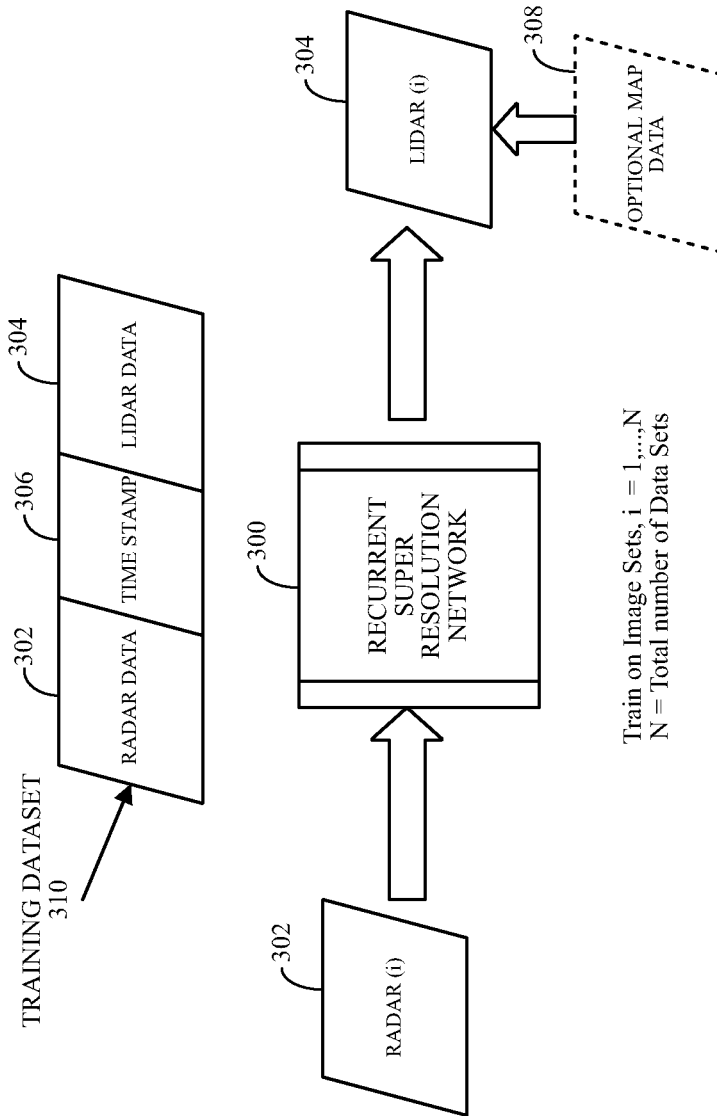 TRAINING DATASET
310
302
306
304
RADAR DATA
TIME STAMP
LIDAR DATA
302
RADAR (i)
300
RECURRENT
SUPER
RESOLUTION
NETWORK
304
LIDAR (i)
308
OPTIONAL MAP
DATA
Train on Image Sets, i = 1,...,N
N = Total number of Data Sets